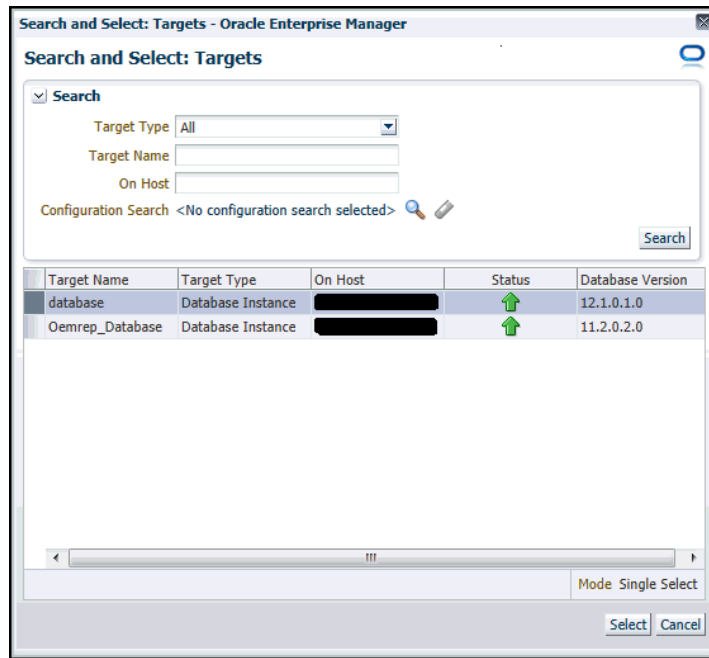 Search and Select: Targets - Oracle Enterprise Manager
Search and Select: Targets
Search
Target Type All
Target Name
On Host
Configuration Search <No configuration search selected>
Search
Target Name Target Type On Host Status Database Version
database Database Instance 12.1.0.1.0
Oemrep_Database Database Instance 11.2.0.2.0
Mode Single Select
Select Cancel